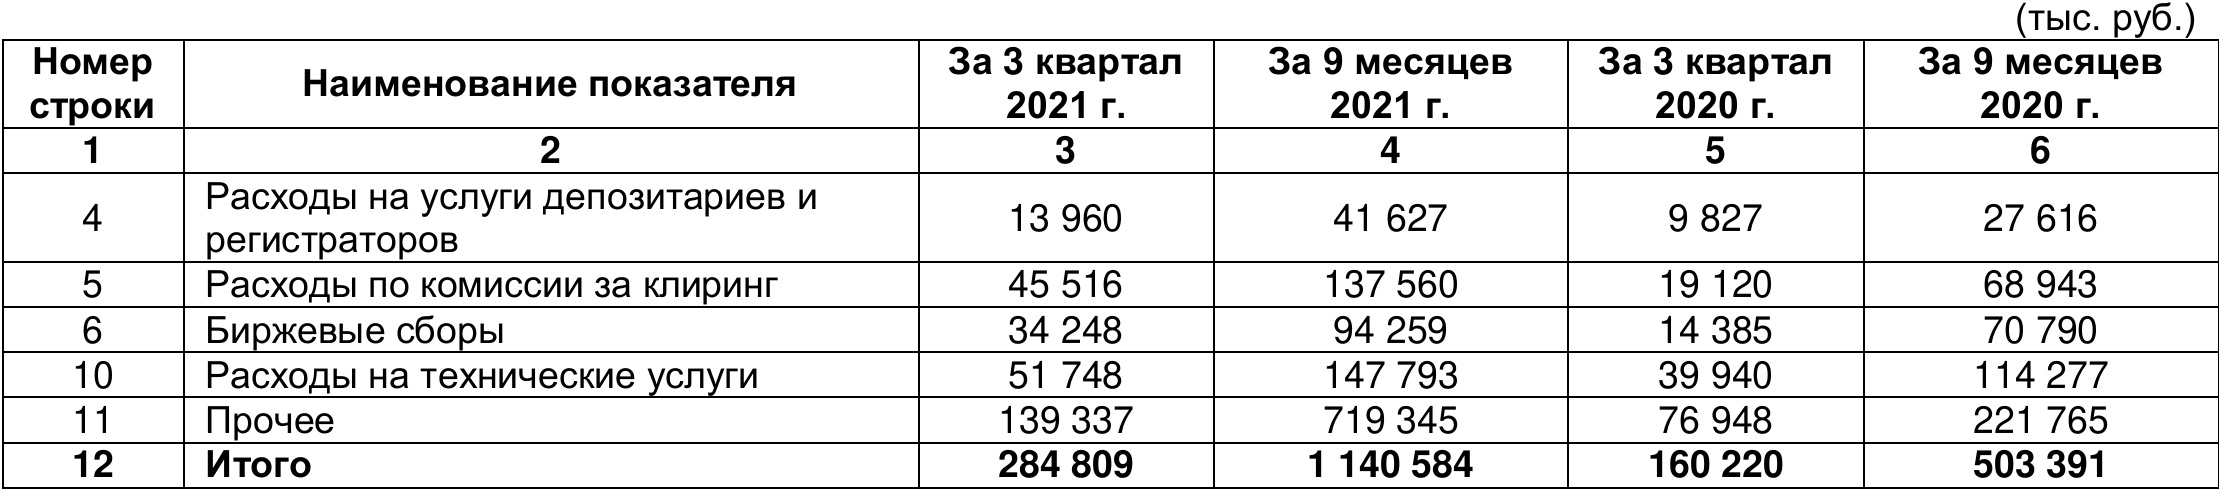 (тыс. руб.)
Номер строки Наименование показателя За 3 квартал 2021 г. За 9 месяцев 2021 г. За 3 квартал 2020 г. За 9 месяцев 2020 г.
1 2 3 4 5 6
4 Расходы на услуги депозитариев и регистраторов 13 960 41 627 9 827 27 616
5 Расходы по комиссии за клиринг 45 516 137 560 19 120 68 943
6 Биржевые сборы 34 248 94 259 14 385 70 790
10 Расходы на технические услуги 51 748 147 793 39 940 114 277
11 Прочее 139 337 719 345 76 948 221 765
12 Итого 284 809 1 140 584 160 220 503 391